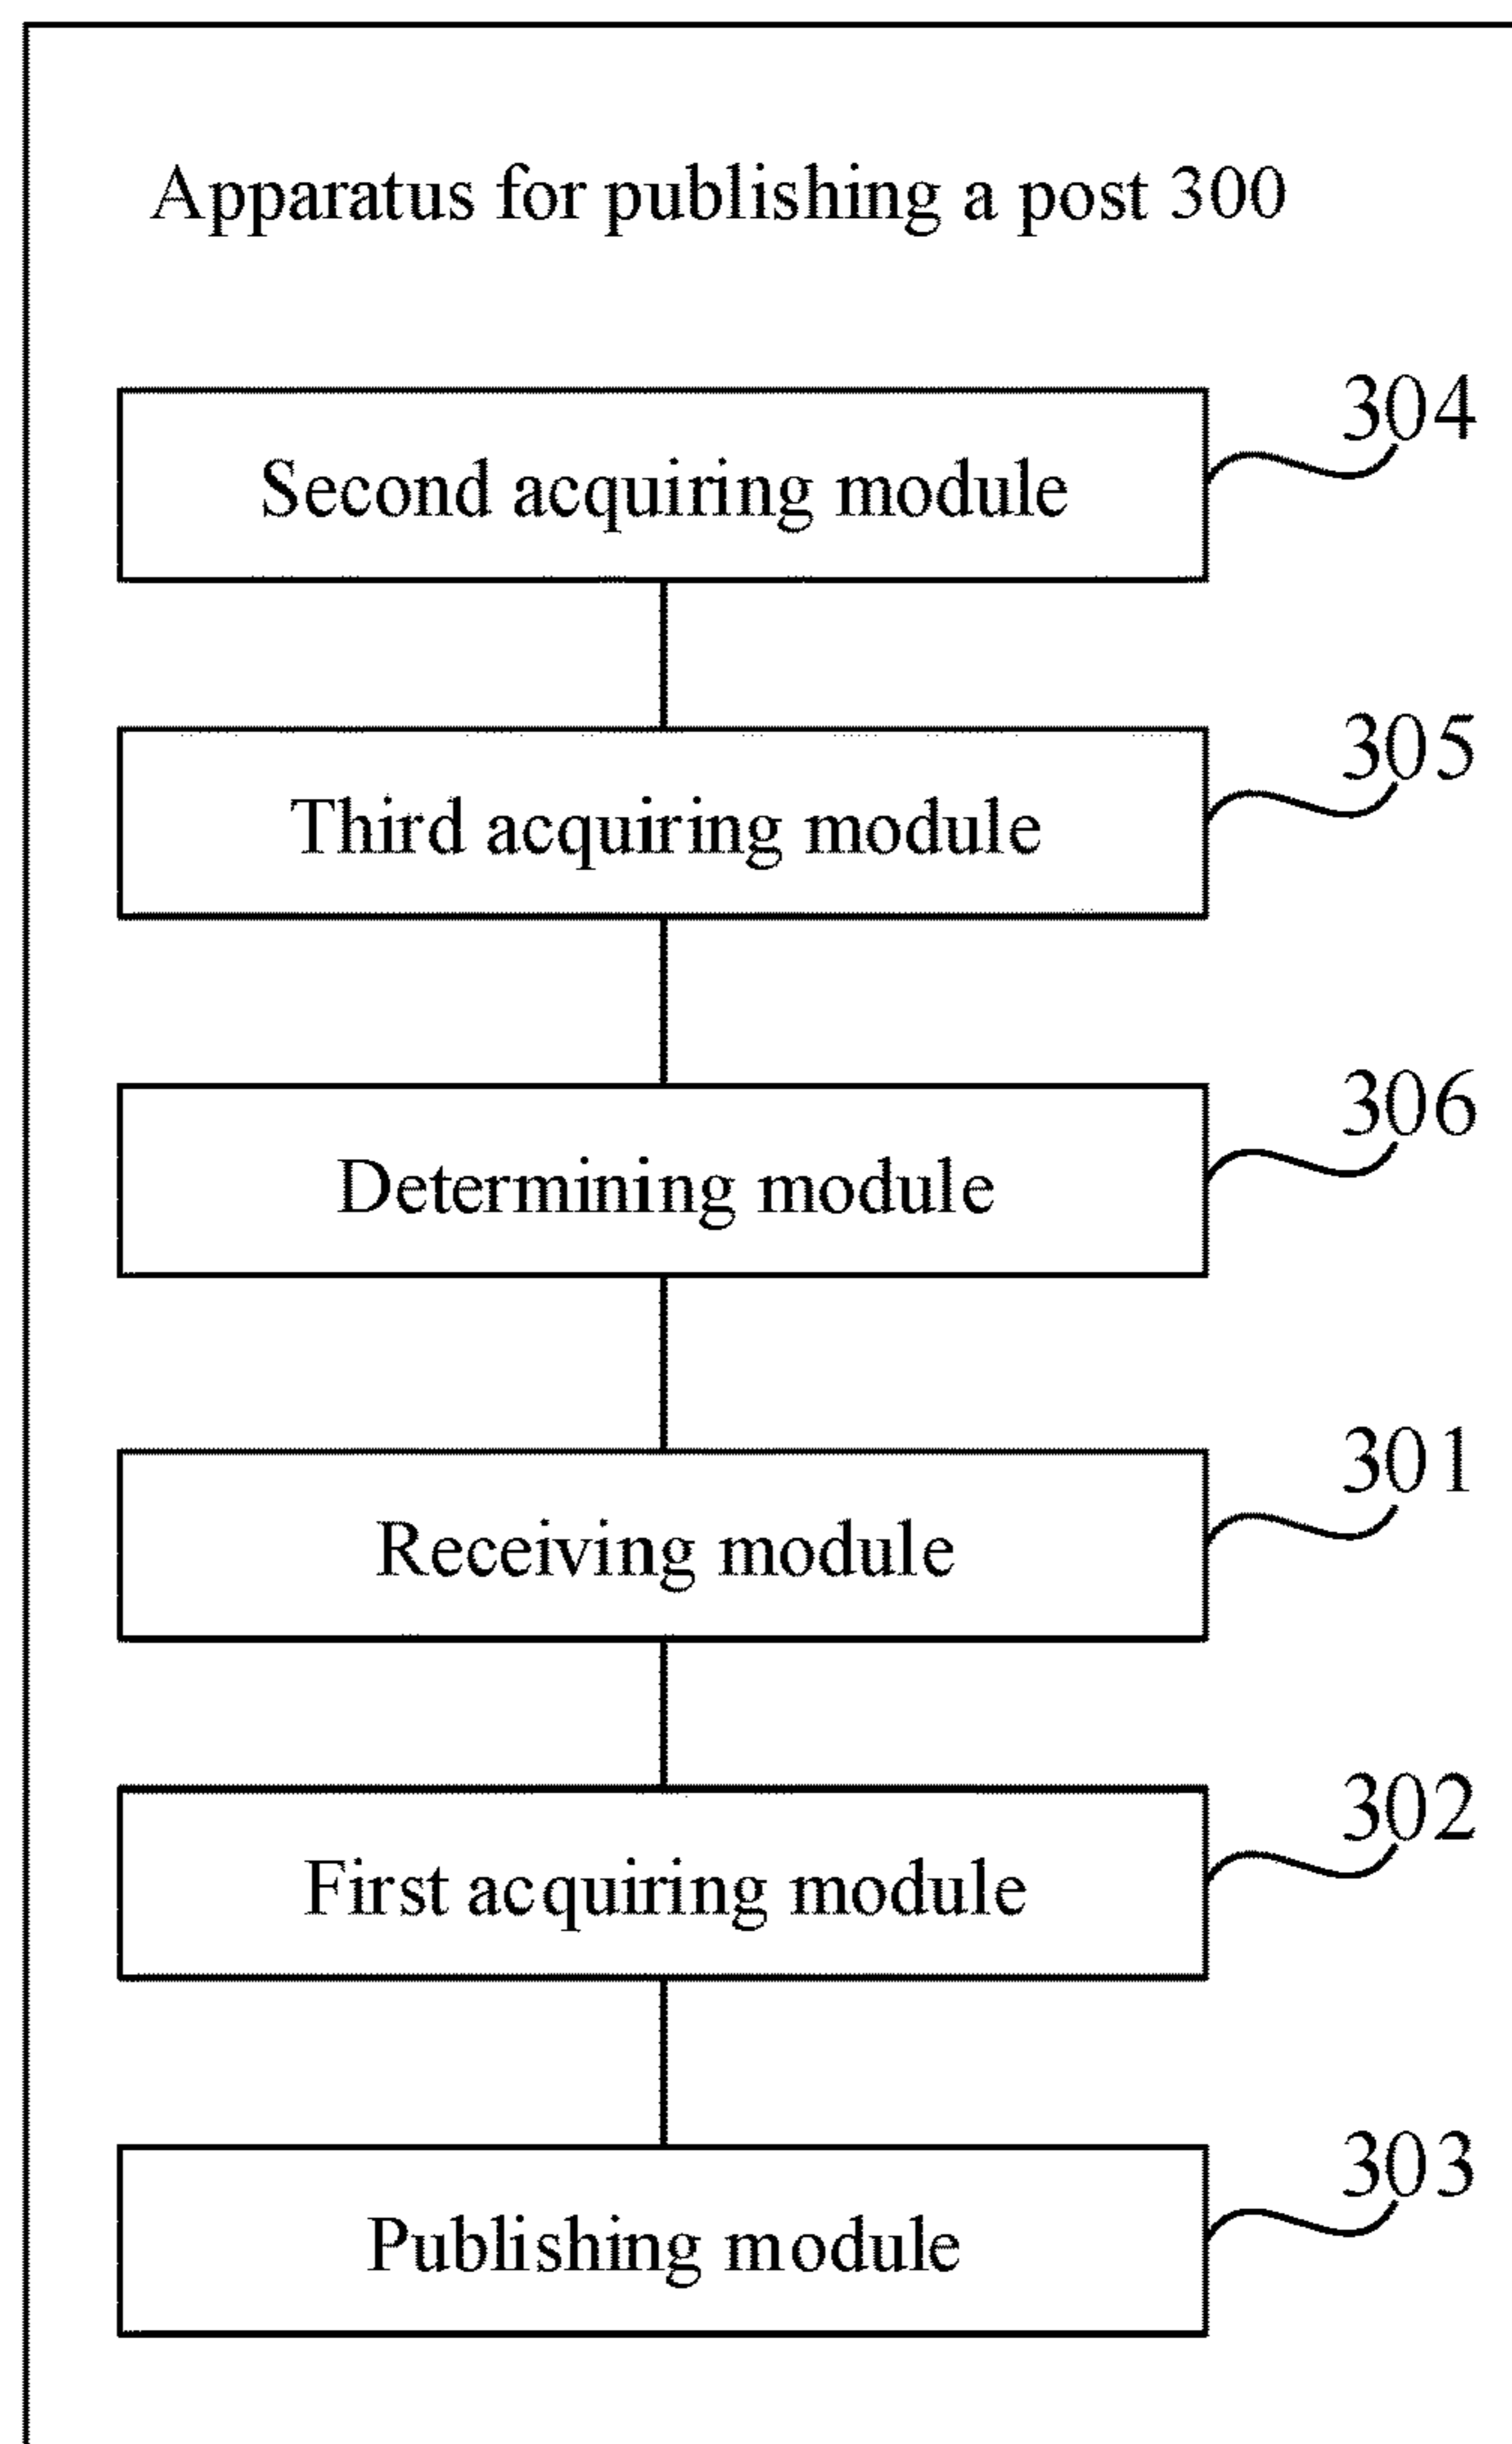 Apparatus for publishing a post 300
304
Second acquiring module
305
Third acquiring module
306
Determining module
301
Receiving module
302
First acquiring module
303
Publishing module